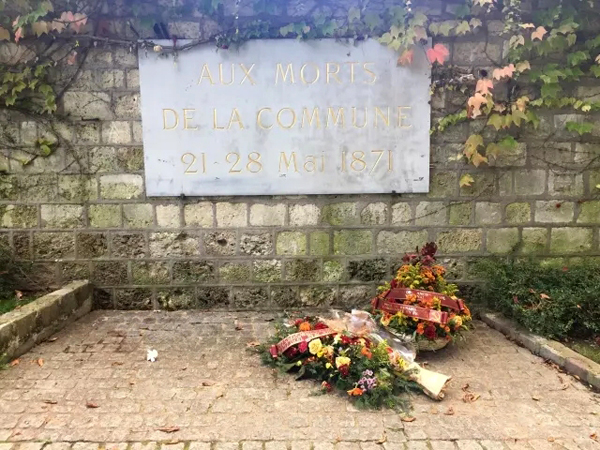 AUX MORTS
DE LA COMMUNE
21-28 Mai 1871